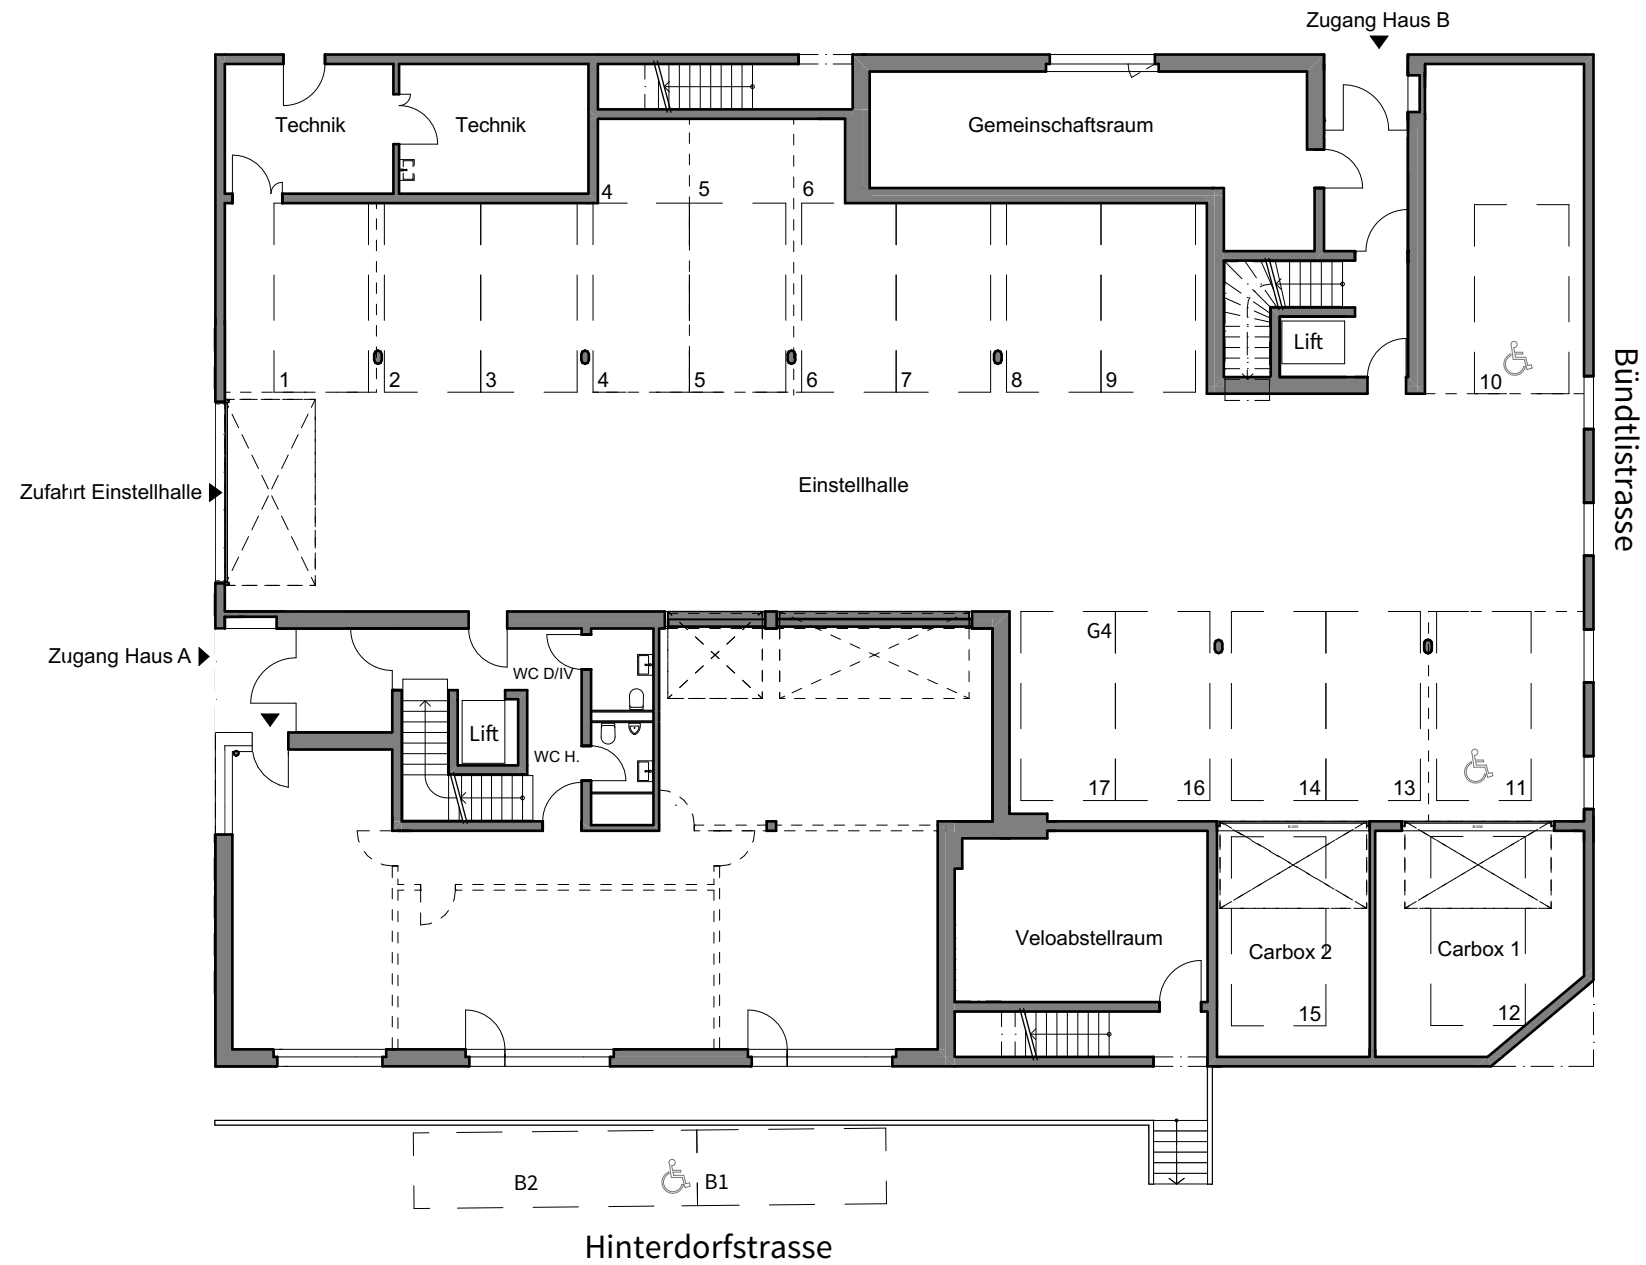 Zugang Haus B
Technik
Technik
Gemeinschaftsraum
4
5
6
Lift
1
2
3
4
5
6
7
8
9
10
Bündtlistrasse
Zufahrt Einstellhalle
Einstellhalle
Zugang Haus A
G4
WC D/IV
Lift
WC H.
17
16
14
13
11
Veloabstellraum
Carbox 2
Carbox 1
15
12
B2
B1
Hinterdorfstrasse